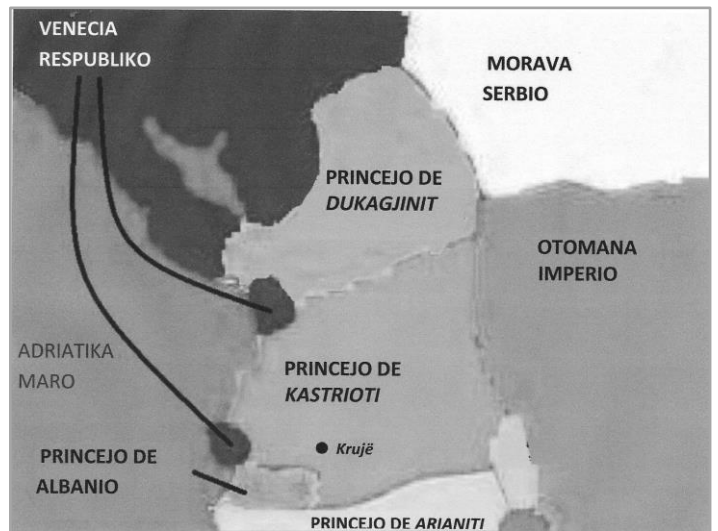 VENECIA
RESPUBLIKO
MORAVA
SERBIO
PRINCEJO DE
DUKAGJINIT
OTOMANA
IMPERIO
ADRIATIKA
MARO
PRINCEJO DE
KASTRIOTI
Krujë
PRINCEJO DE
ALBANIO
PRINCEJO DE ARIANITI